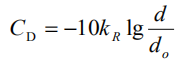 C_D = −10k_R lg d/d_o